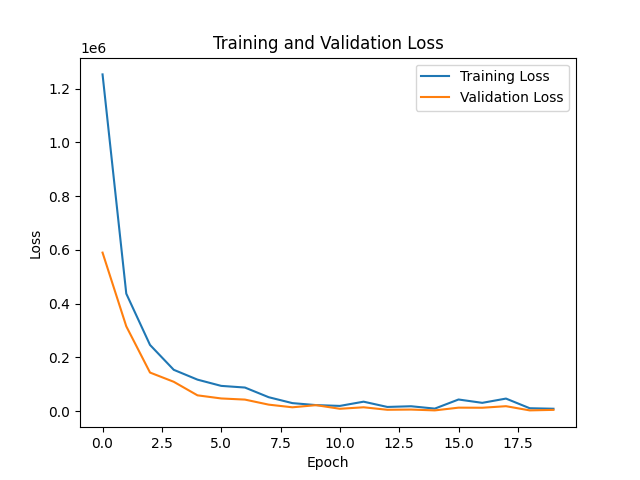 Training and Validation Loss
1e6
Training Loss
Validation Loss
1.2
1.0
0.8
0.6
0.4
0.2
0.0
Loss
0.0 2.5 5.0 7.5 10.0 12.5 15.0 17.5
Epoch